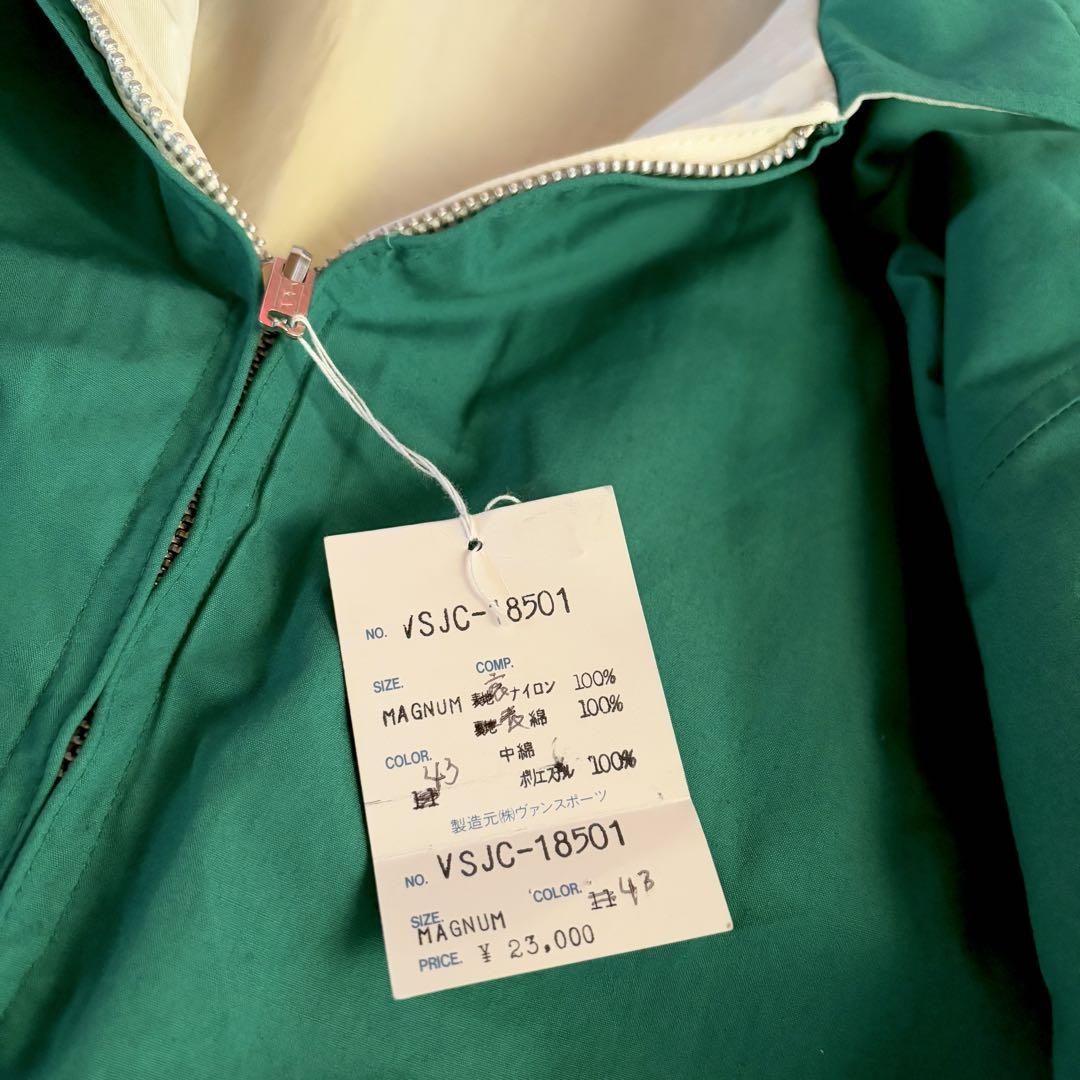 NO. VSJC-18501
SIZE. COMP.
MAGNUM ナイロン 100%
表 綿 100%
COLOR. 43 中綿
ポリエステル 100%
製造元㈱ヴァンスポーツ
NO. VSJC-18501
SIZE. COLOR. 11 43
MAGNUM
PRICE. ¥ 23,000